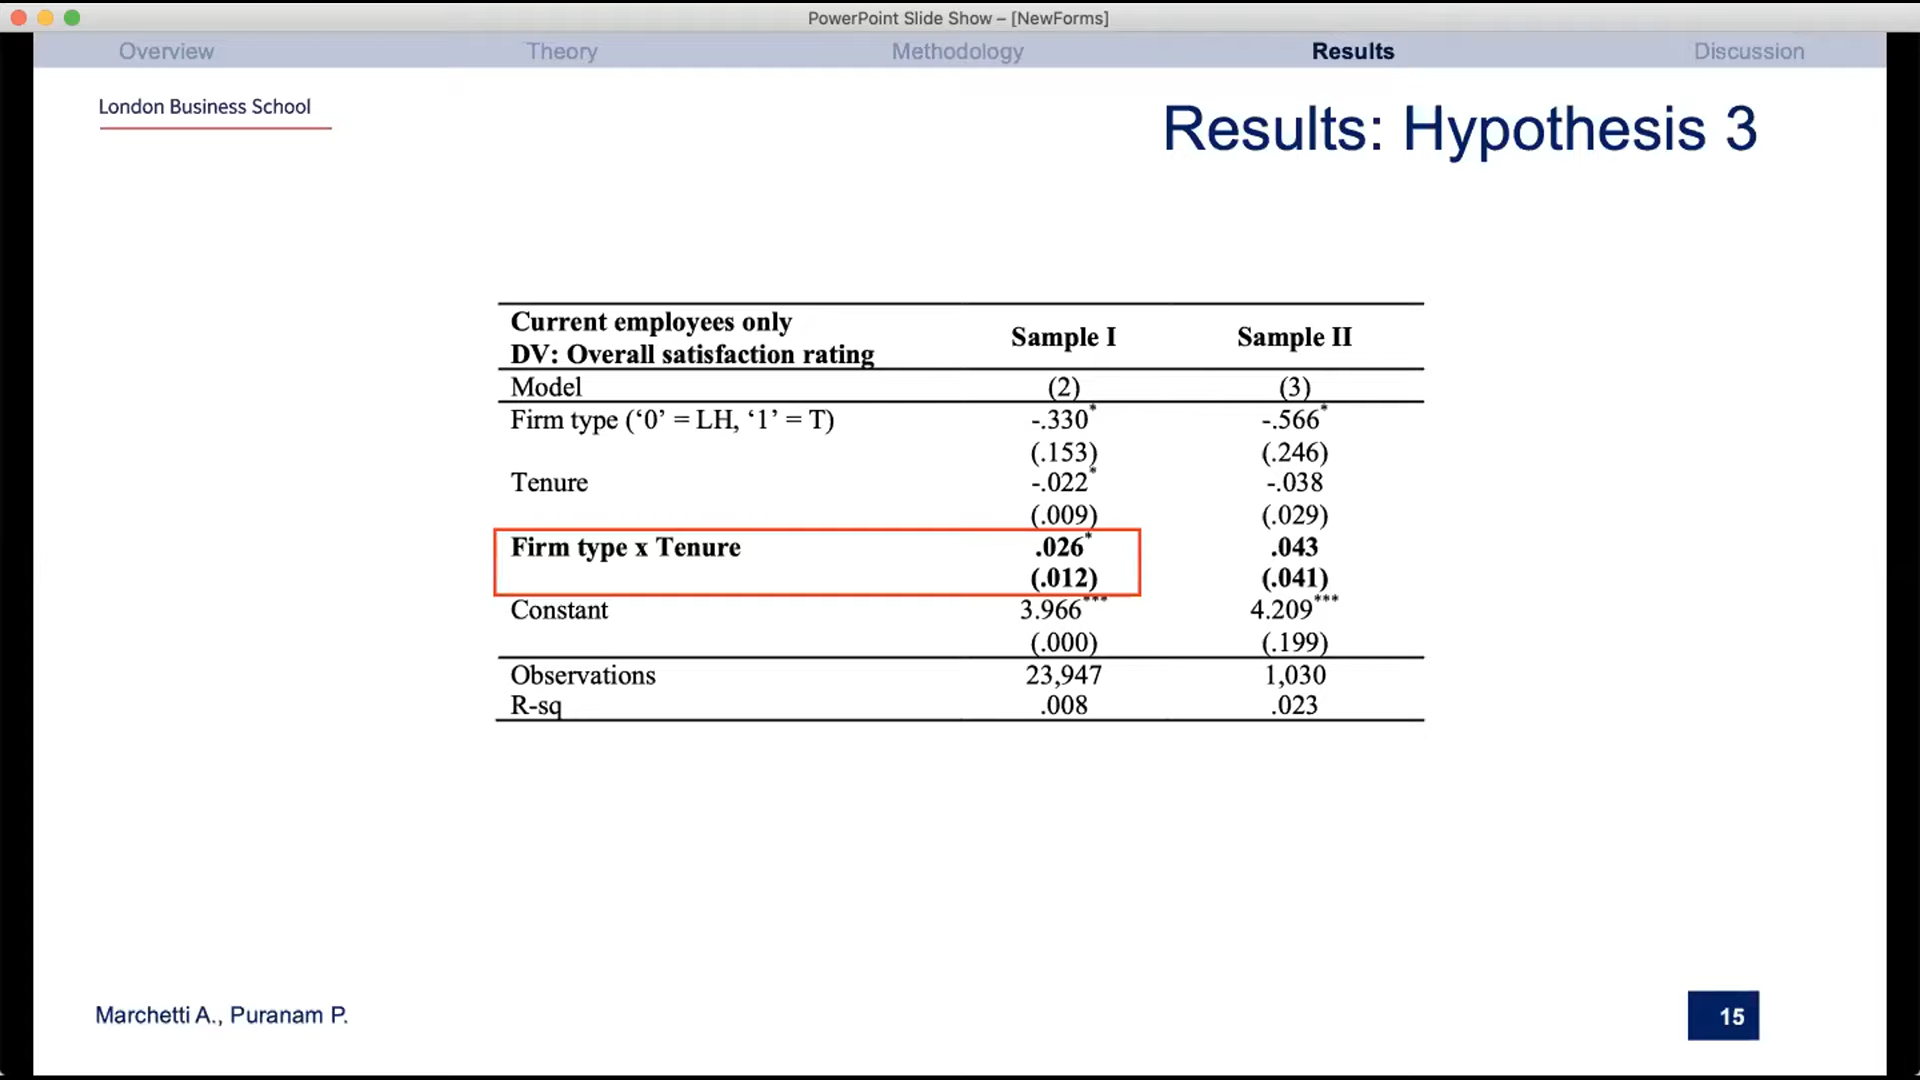 PowerPoint Slide Show – [NewForms]
Overview Theory Methodology Results Discussion
London Business School
Results: Hypothesis 3
Current employees only
DV: Overall satisfaction rating Sample I Sample II
Model (2) (3)
Firm type (‘0’ = LH, ‘1’ = T) -.330* -.566*
(.153) (.246)
Tenure -.022* -.038
(.009) (.029)
Firm type x Tenure .026* .043
(.012) (.041)
Constant 3.966*** 4.209***
(.000) (.199)
Observations 23,947 1,030
R-sq .008 .023
Marchetti A., Puranam P.
15